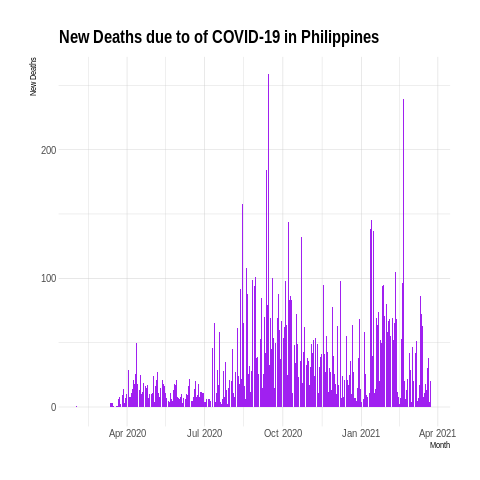 New Deaths due to of COVID-19 in Philippines
New Deaths
200
100
0
Apr 2020 Jul 2020 Oct 2020 Jan 2021 Apr 2021
Month